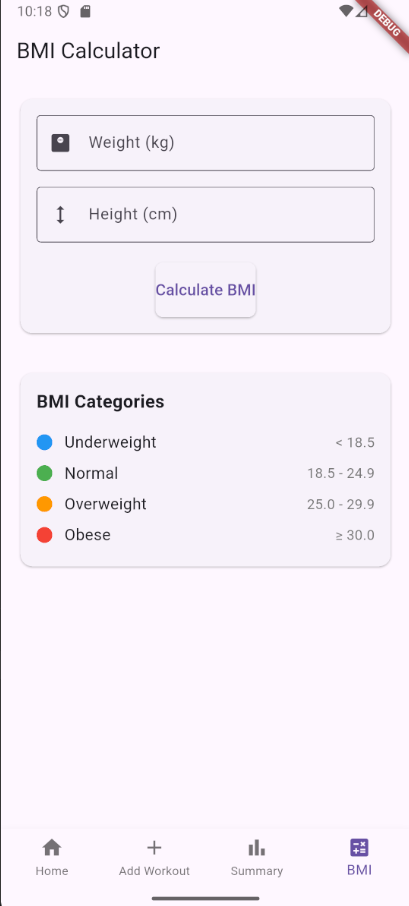 10:18
DEBUG
BMI Calculator
Weight (kg)
Height (cm)
Calculate BMI
BMI Categories
Underweight < 18.5
Normal 18.5 - 24.9
Overweight 25.0 - 29.9
Obese ≥ 30.0
Home Add Workout Summary BMI